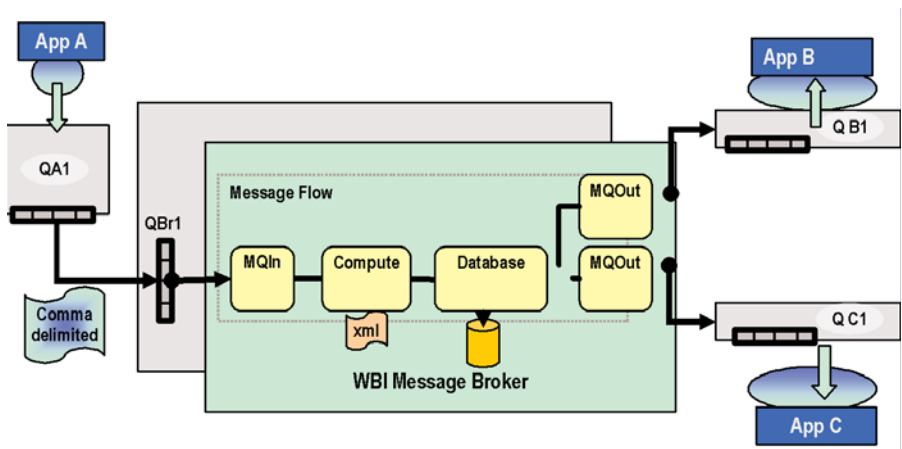 App A
App B
QA1
Q B1
QBr1
Message Flow
MQOut
MQIn
Compute
Database
MQOut
Comma
delimited
xml
WBI Message Broker
Q C1
App C